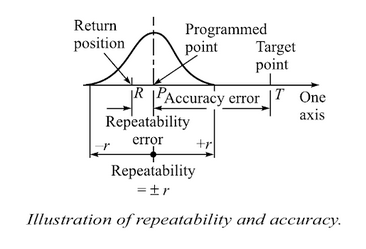 Return
position
Programmed
point
Target
point
R
P
Accuracy error
T
One
axis
Repeatability
error
–r
+r
Repeatability
= ± r
Illustration of repeatability and accuracy.